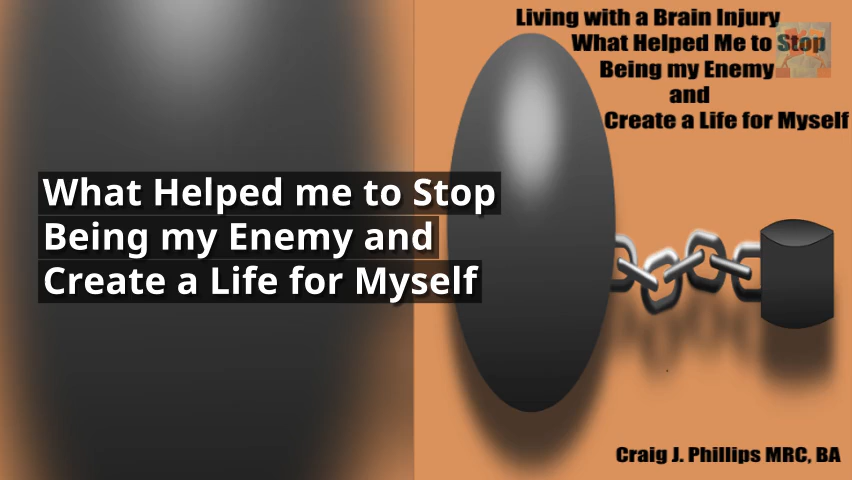 Living with a Brain Injury
What Helped Me to Stop
Being my Enemy
and
Create a Life for Myself
What Helped me to Stop
Being my Enemy and
Create a Life for Myself
Craig J. Phillips MRC, BA